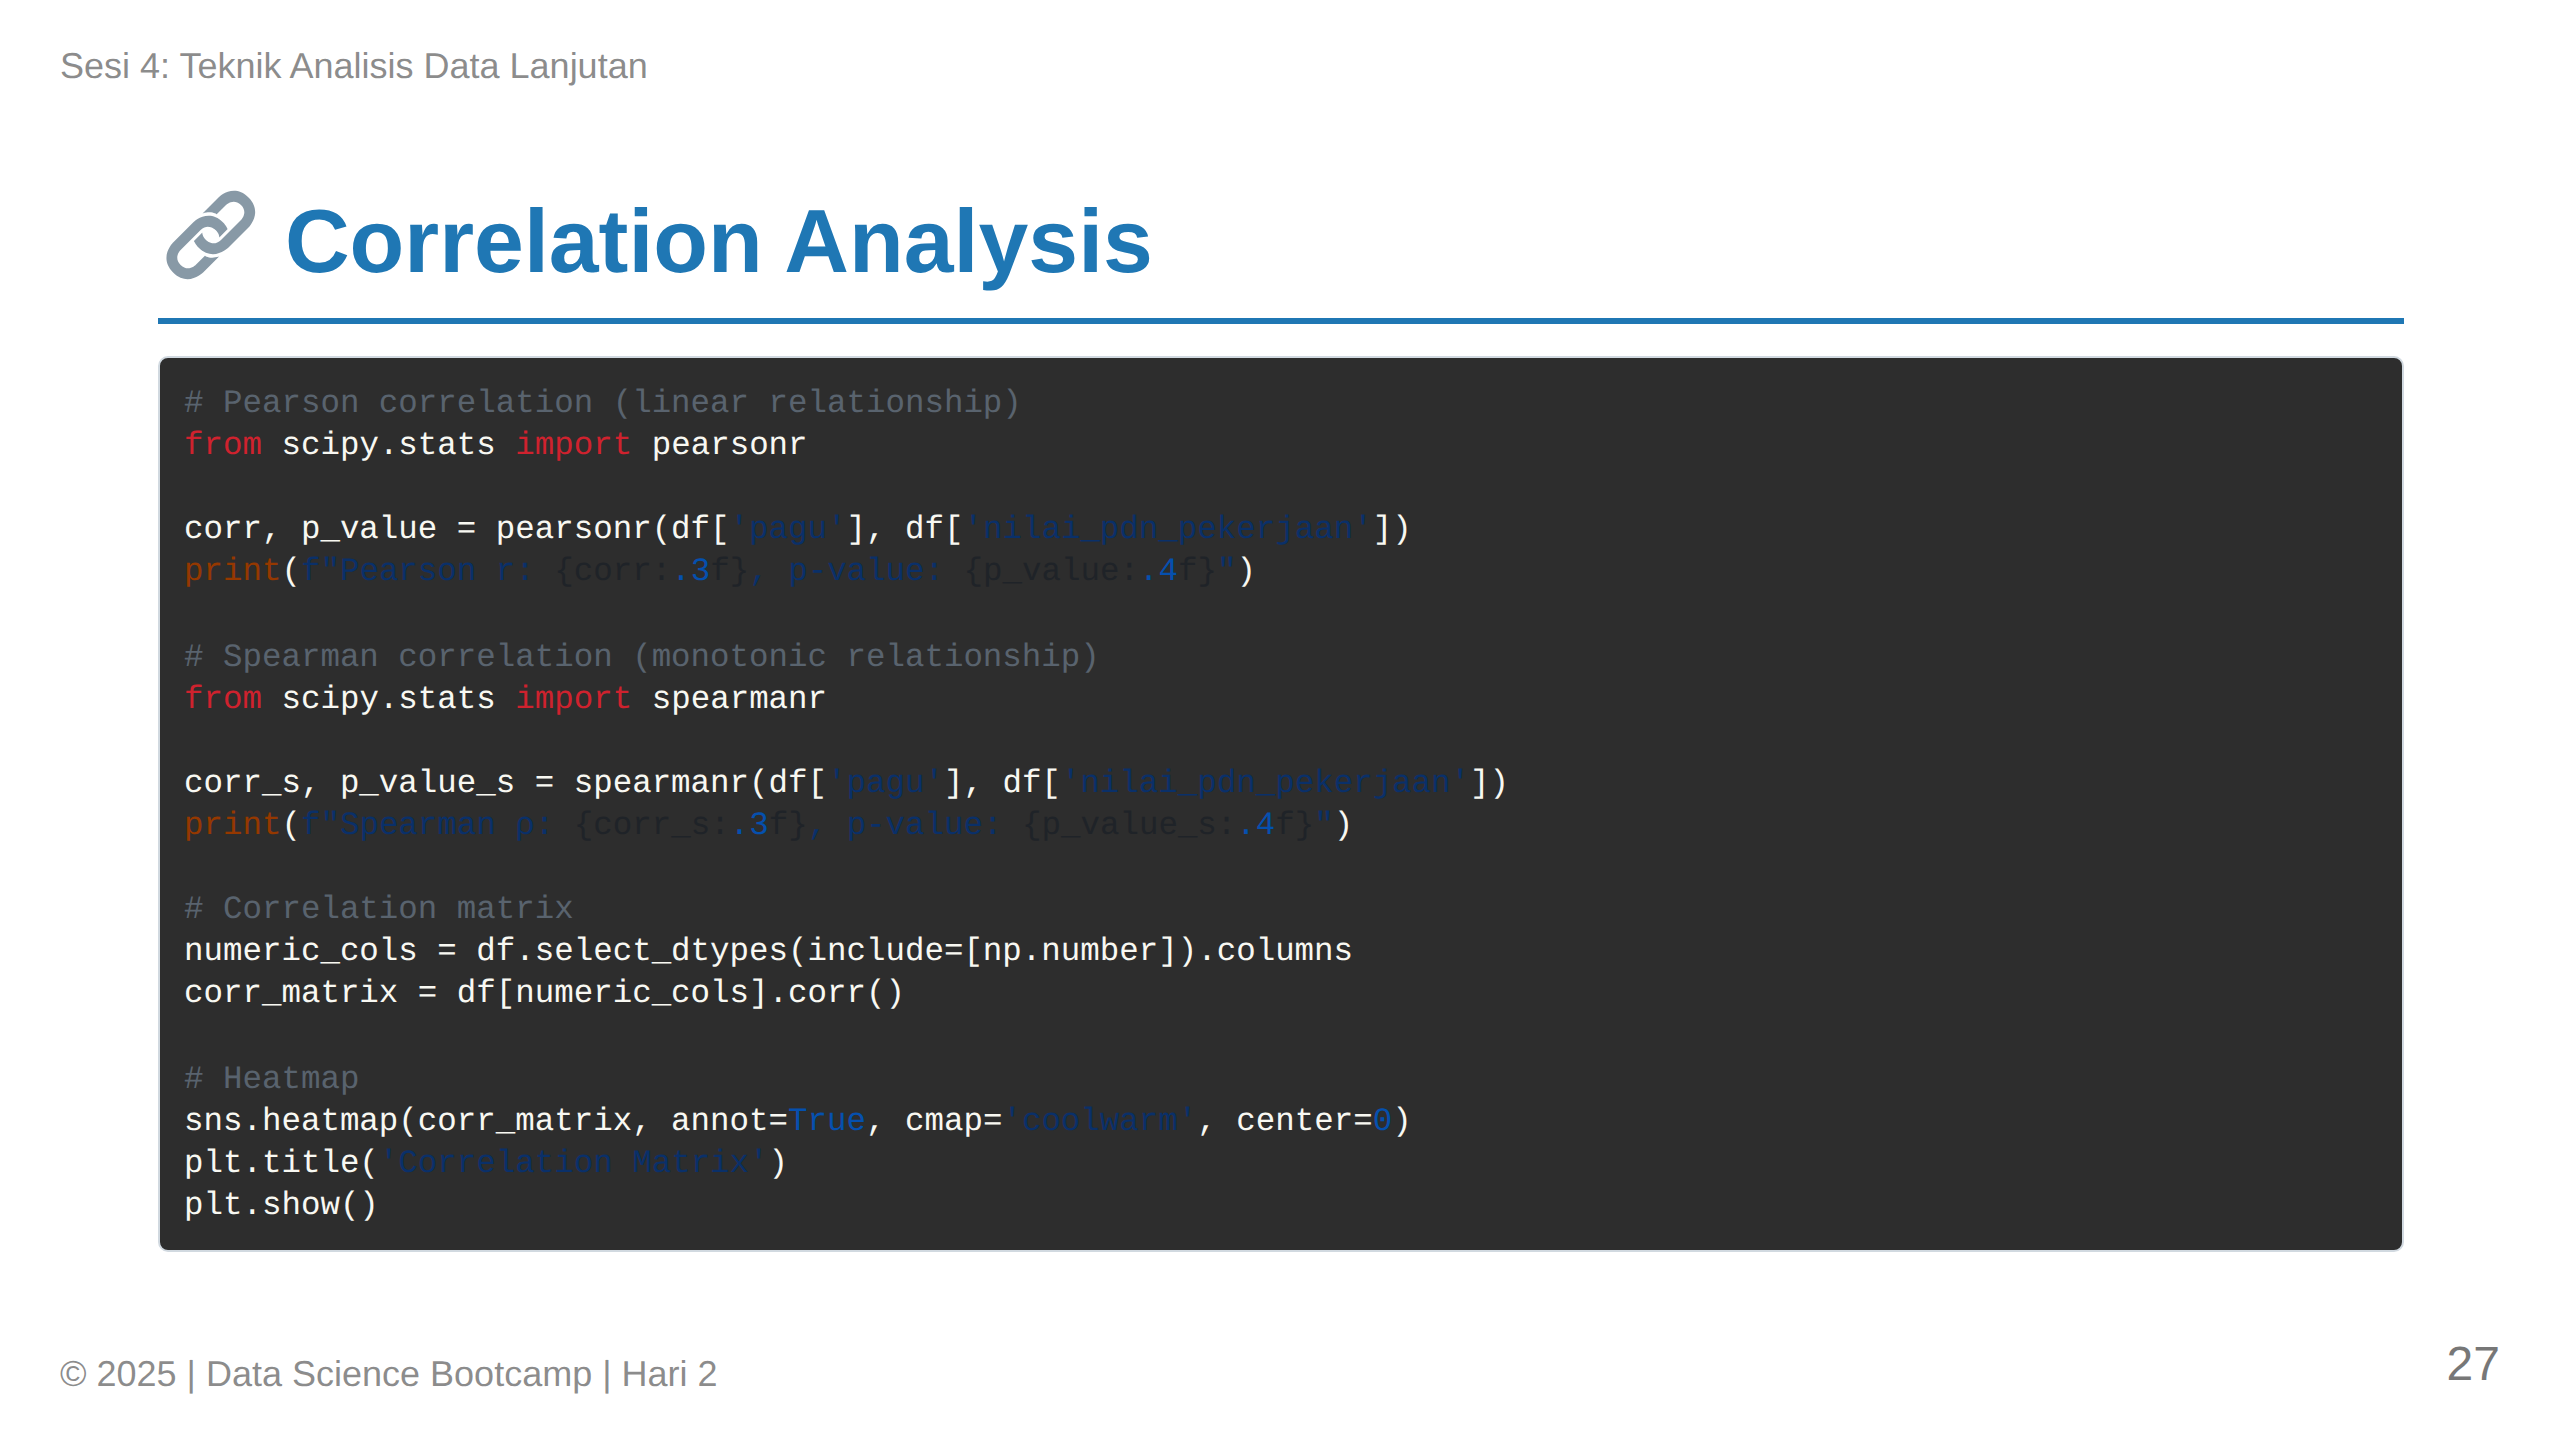 Sesi 4: Teknik Analisis Data Lanjutan
Correlation Analysis
# Pearson correlation (linear relationship)
from scipy.stats import pearsonr
corr, p_value = pearsonr(df['pagu'], df['nilai_pdn_pekerjaan'])
print(f"Pearson r: {corr:.3f}, p-value: {p_value:.4f}")
# Spearman correlation (monotonic relationship)
from scipy.stats import spearmanr
corr_s, p_value_s = spearmanr(df['pagu'], df['nilai_pdn_pekerjaan'])
print(f"Spearman ρ: {corr_s:.3f}, p-value: {p_value_s:.4f}")
# Correlation matrix
numeric_cols = df.select_dtypes(include=[np.number]).columns
corr_matrix = df[numeric_cols].corr()
# Heatmap
sns.heatmap(corr_matrix, annot=True, cmap='coolwarm', center=0)
plt.title('Correlation Matrix')
plt.show()
© 2025 | Data Science Bootcamp | Hari 2
27